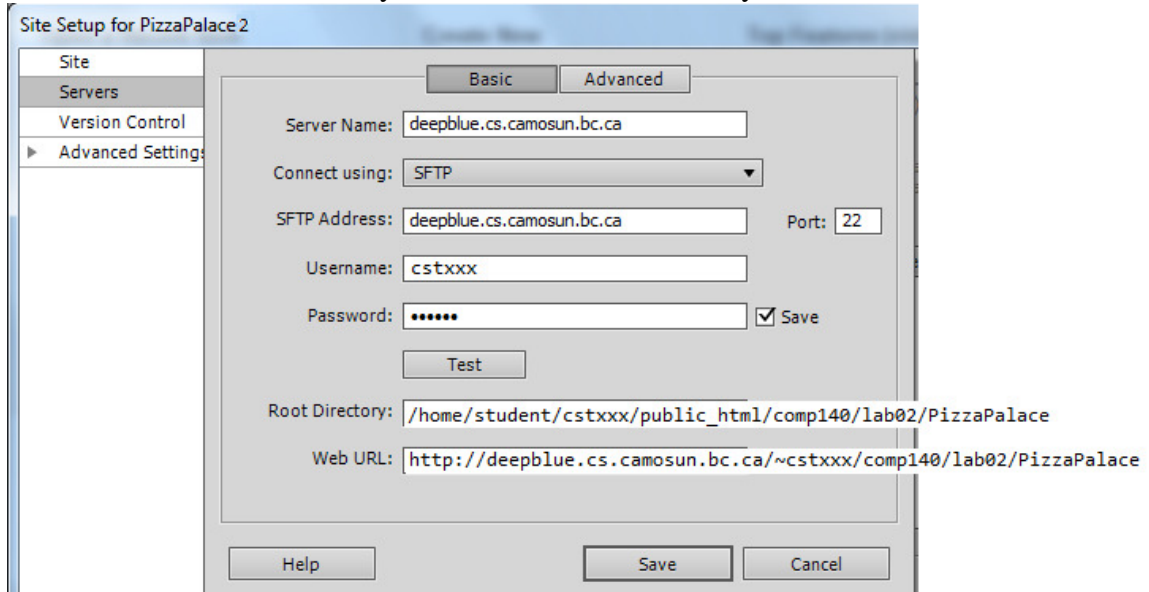 Site Setup for PizzaPalace2
Site
Servers
Version Control
Advanced Settings
Basic
Advanced
Server Name: deepblue.cs.camosun.bc.ca
Connect using: SFTP
SFTP Address: deepblue.cs.camosun.bc.ca Port: 22
Username: cstxxx
Password: •••••• Save
Test
Root Directory: /home/student/cstxxx/public_html/comp140/lab02/PizzaPalace
Web URL: http://deepblue.cs.camosun.bc.ca/~cstxxx/comp140/lab02/PizzaPalace
Help
Save
Cancel